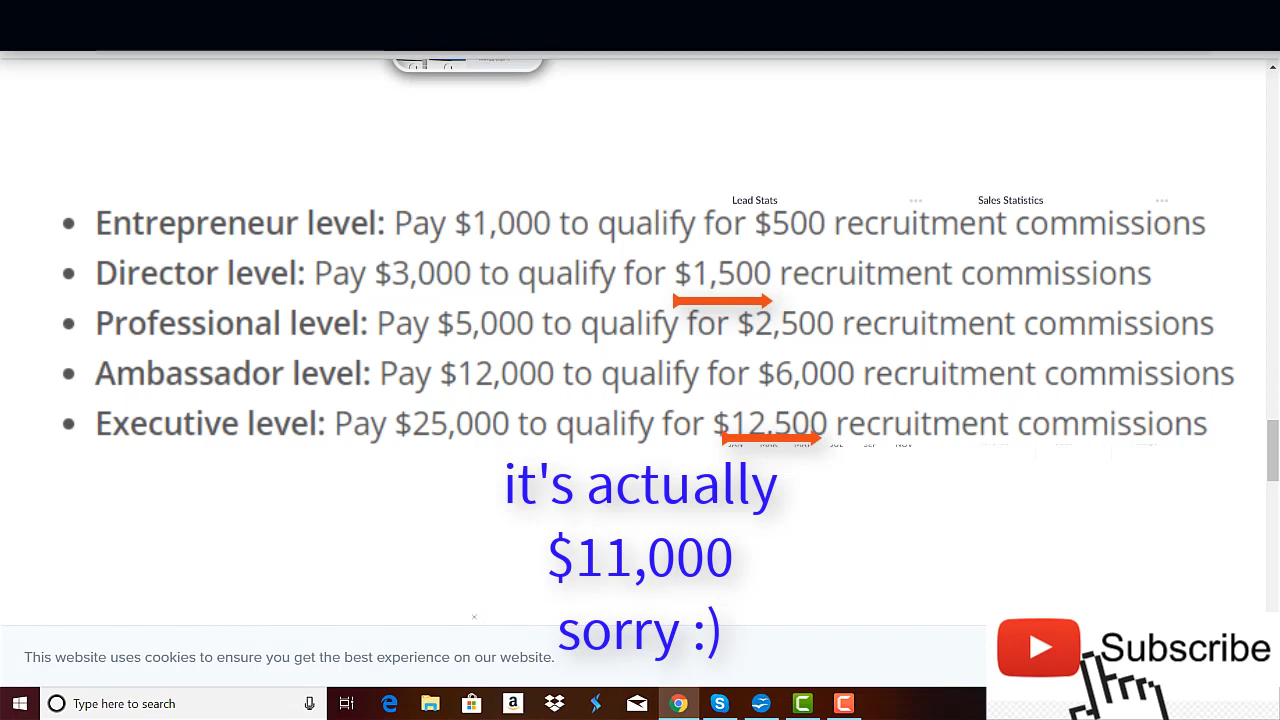 Lead Stats
Sales Statistics
Entrepreneur level: Pay $1,000 to qualify for $500 recruitment commissions
Director level: Pay $3,000 to qualify for $1,500 recruitment commissions
Professional level: Pay $5,000 to qualify for $2,500 recruitment commissions
Ambassador level: Pay $12,000 to qualify for $6,000 recruitment commissions
Executive level: Pay $25,000 to qualify for $12,500 recruitment commissions
it's actually
$11,000
sorry :)
This website uses cookies to ensure you get the best experience on our website.
Subscribe
Type here to search